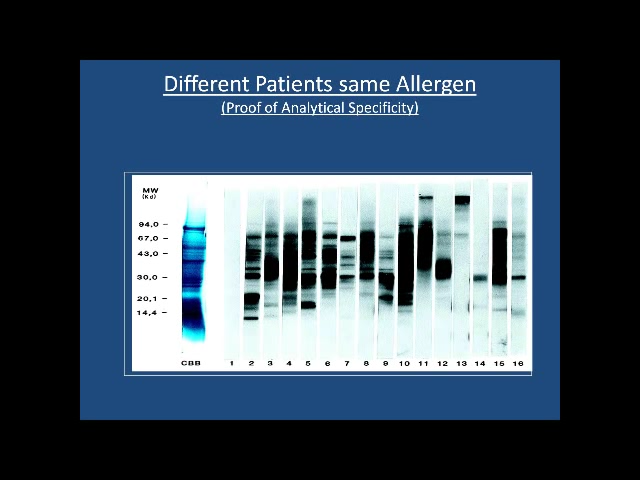 Different Patients same Allergen
(Proof of Analytical Specificity)
MW
(Kd)
94,0 –
67,0 –
43,0 –
30,0 –
20,1 –
14,4 –
CBB 1 2 3 4 5 6 7 8 9 10 11 12 13 14 15 16